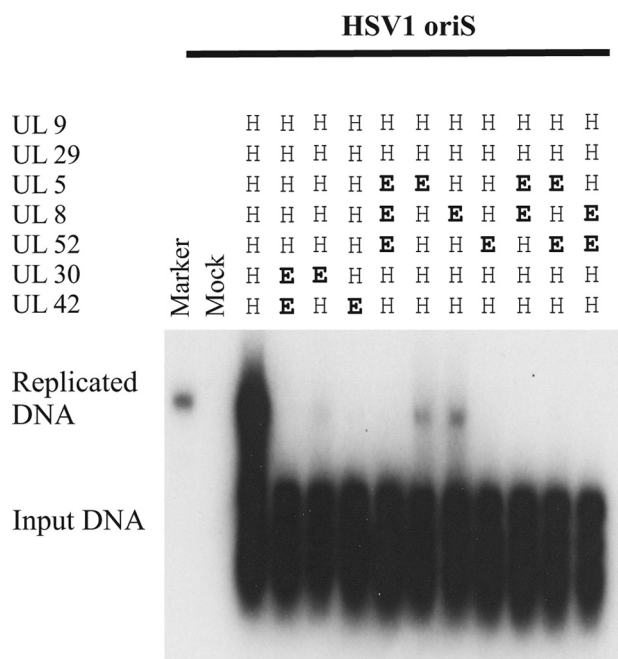 HSV1 oriS
UL 9 H H H H H H H H H H H
UL 29 H H H H H H H H H H H
UL 5 H H H H E E H H E E H
UL 8 H H H H E H E H E H E
UL 52 H H H H E H H E H E E
UL 30 H E E H H H H H H H H
UL 42 H E H E H H H H H H H
Marker
Mock
Replicated
DNA
Input DNA